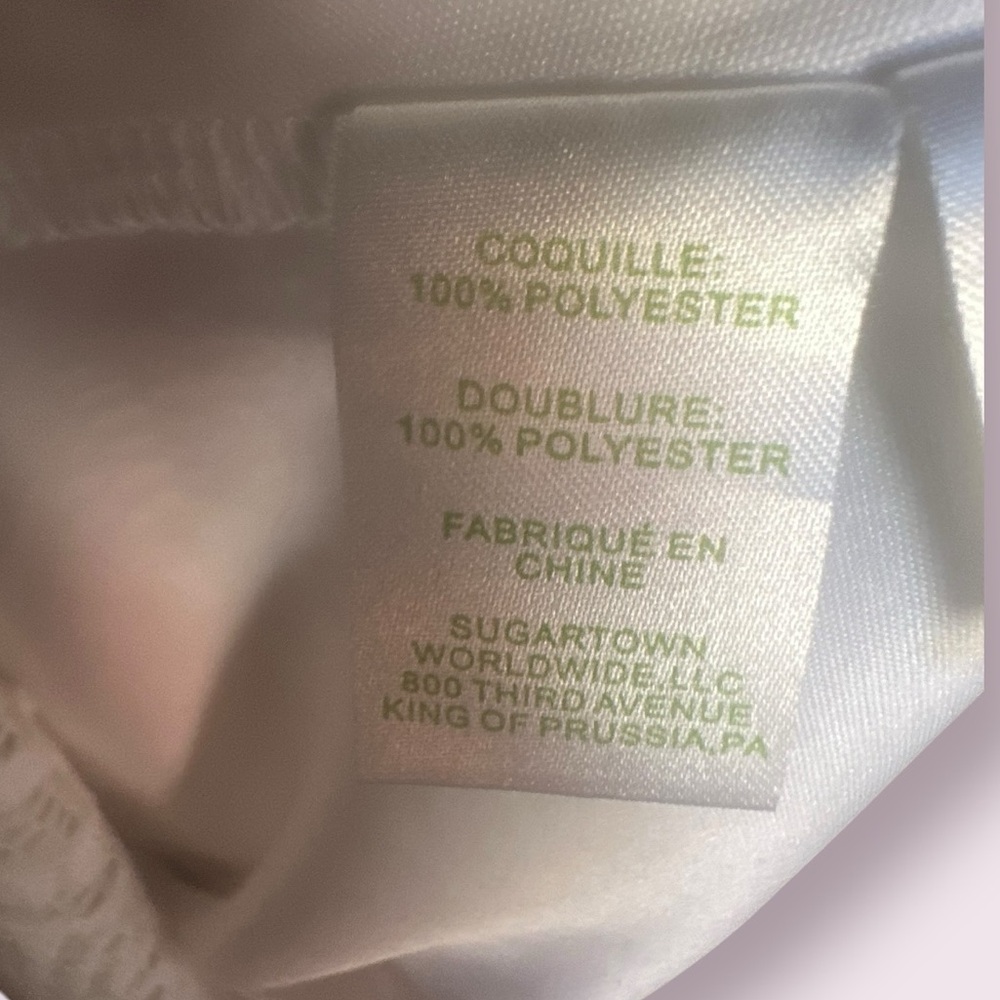 COQUILLE:
100% POLYESTER
DOUBLURE:
100% POLYESTER
FABRIQUÉ EN
CHINE
SUGARTOWN
WORLDWIDE,LLC
800 THIRD AVENUE
KING OF PRUSSIA,PA